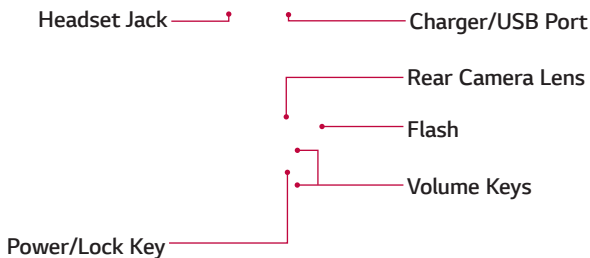 Headset Jack
Charger/USB Port
Rear Camera Lens
Flash
Volume Keys
Power/Lock Key